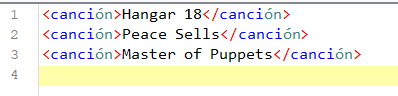 1 <canción>Hangar 18</canción>
2 <canción>Peace Sells</canción>
3 <canción>Master of Puppets</canción>
4